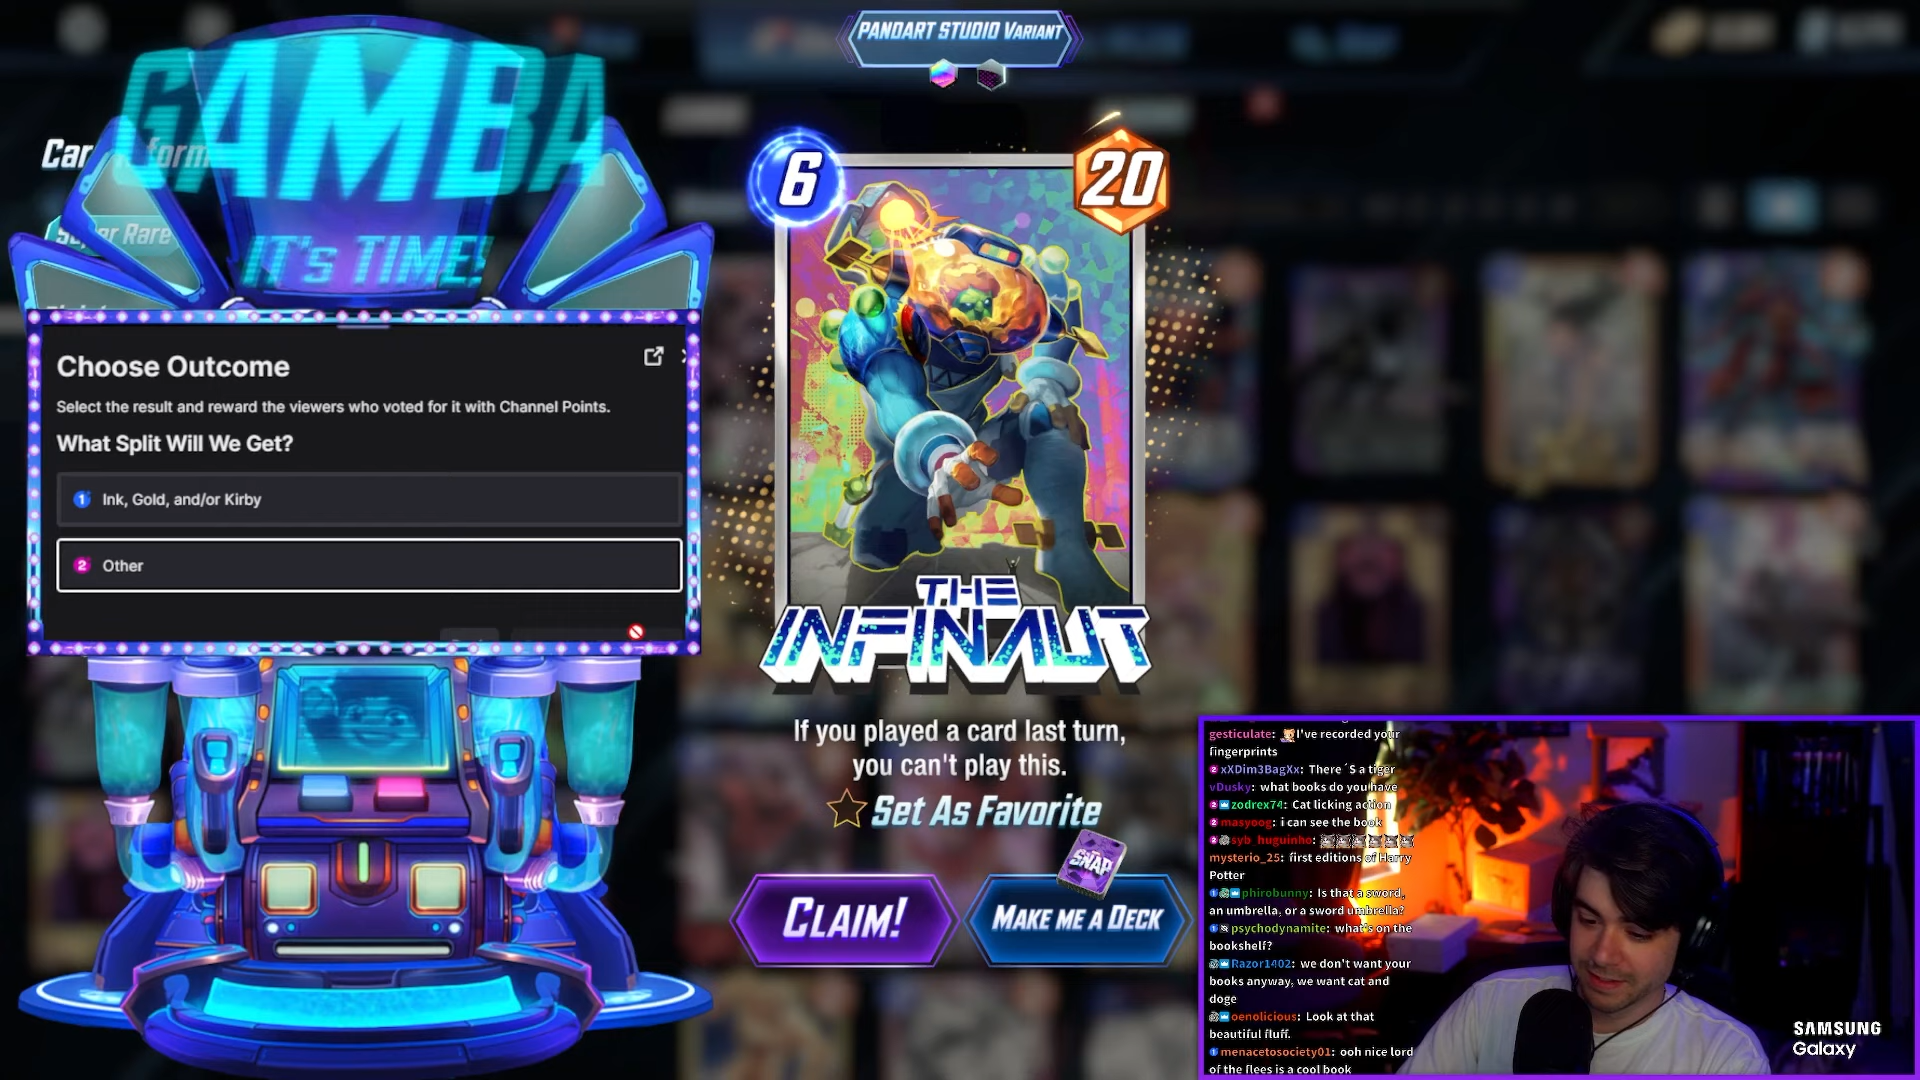 PANDART STUDIO VARIANT
GAMBA
IT's TIME!
Choose Outcome
Select the result and reward the viewers who voted for it with Channel Points.
What Split Will We Get?
1 Ink, Gold, and/or Kirby
2 Other
6
20
THE
INFINAUT
If you played a card last turn,
you can't play this.
Set As Favorite
SNAP
CLAIM!
MAKE ME A DECK
gesticulate: I've recorded your
fingerprints
xXDim3BagXx: There´S a tiger
vDusky: what books do you have
zodrex74: Cat licking action
masyoog: i can see the book
syb_huguinho:
mysterio_25: first editions of Harry
Potter
phirobunny: Is that a sword,
an umbrella, or a sword umbrella?
psychodynamite: what's on the
bookshelf?
Razor1402: we don't want your
books anyway, we want cat and
doge
oenolicious: Look at that
beautiful fluff.
menacetosociety01: ooh nice lord
of the flees is a cool book
SAMSUNG
Galaxy